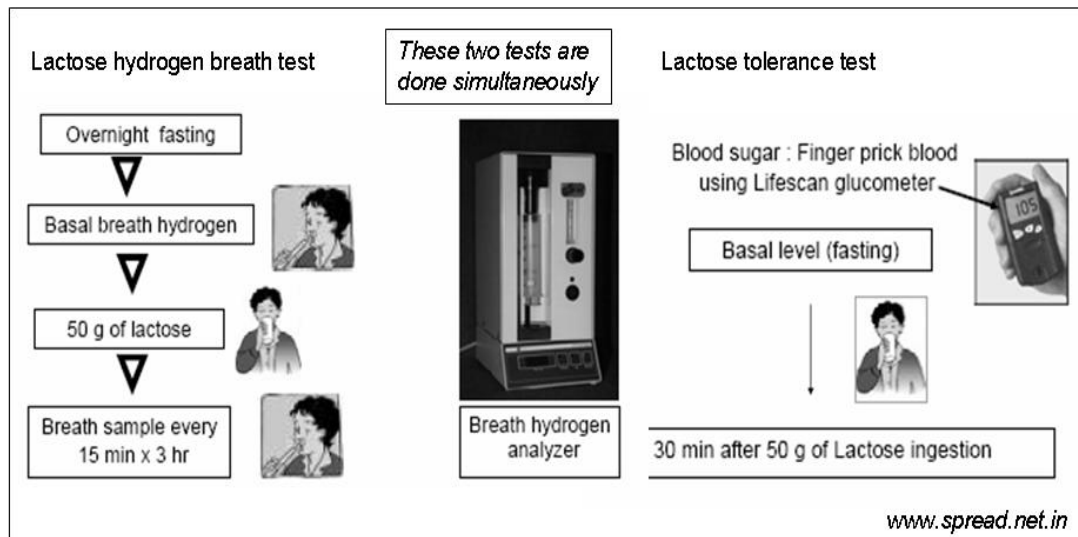 Lactose hydrogen breath test
Overnight fasting
Basal breath hydrogen
50 g of lactose
Breath sample every
15 min x 3 hr
These two tests are
done simultaneously
Breath hydrogen
analyzer
Lactose tolerance test
Blood sugar : Finger prick blood
using Lifescan glucometer
105
Basal level (fasting)
30 min after 50 g of Lactose ingestion
www.spread.net.in